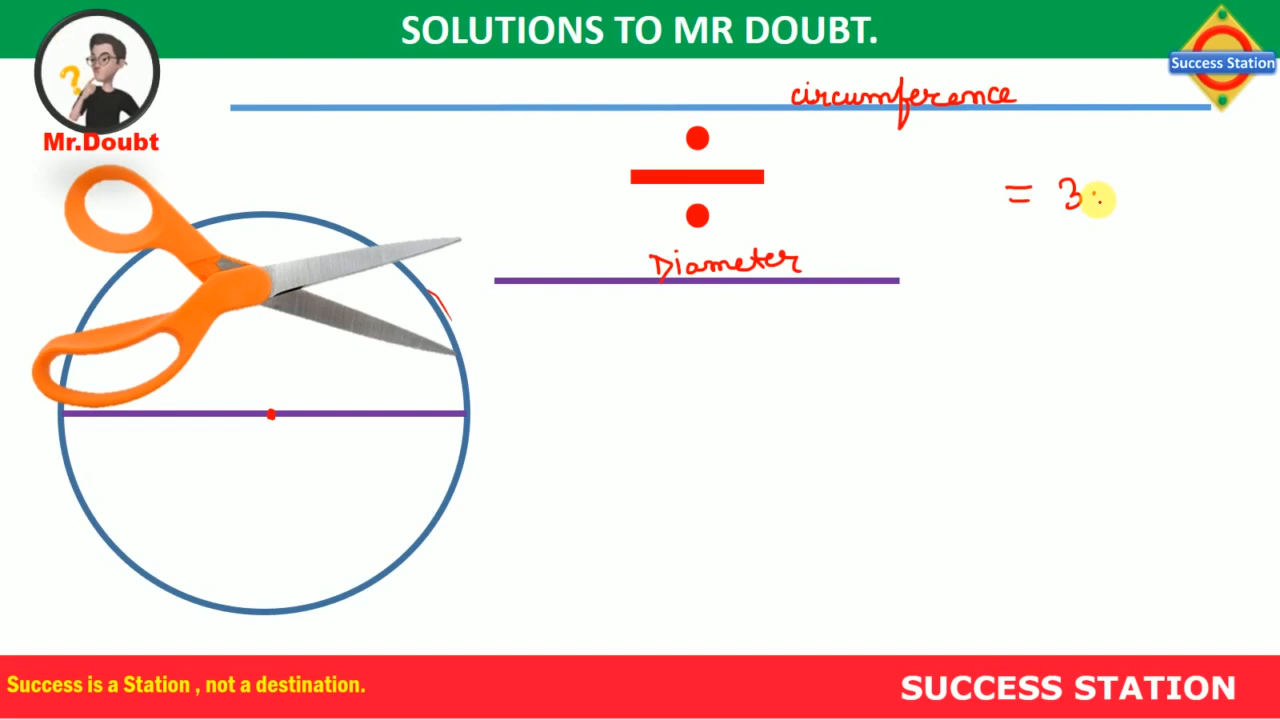 SOLUTIONS TO MR DOUBT.
Success Station
Mr.Doubt
circumference
= 3.
Diameter
Success is a Station , not a destination.
SUCCESS STATION